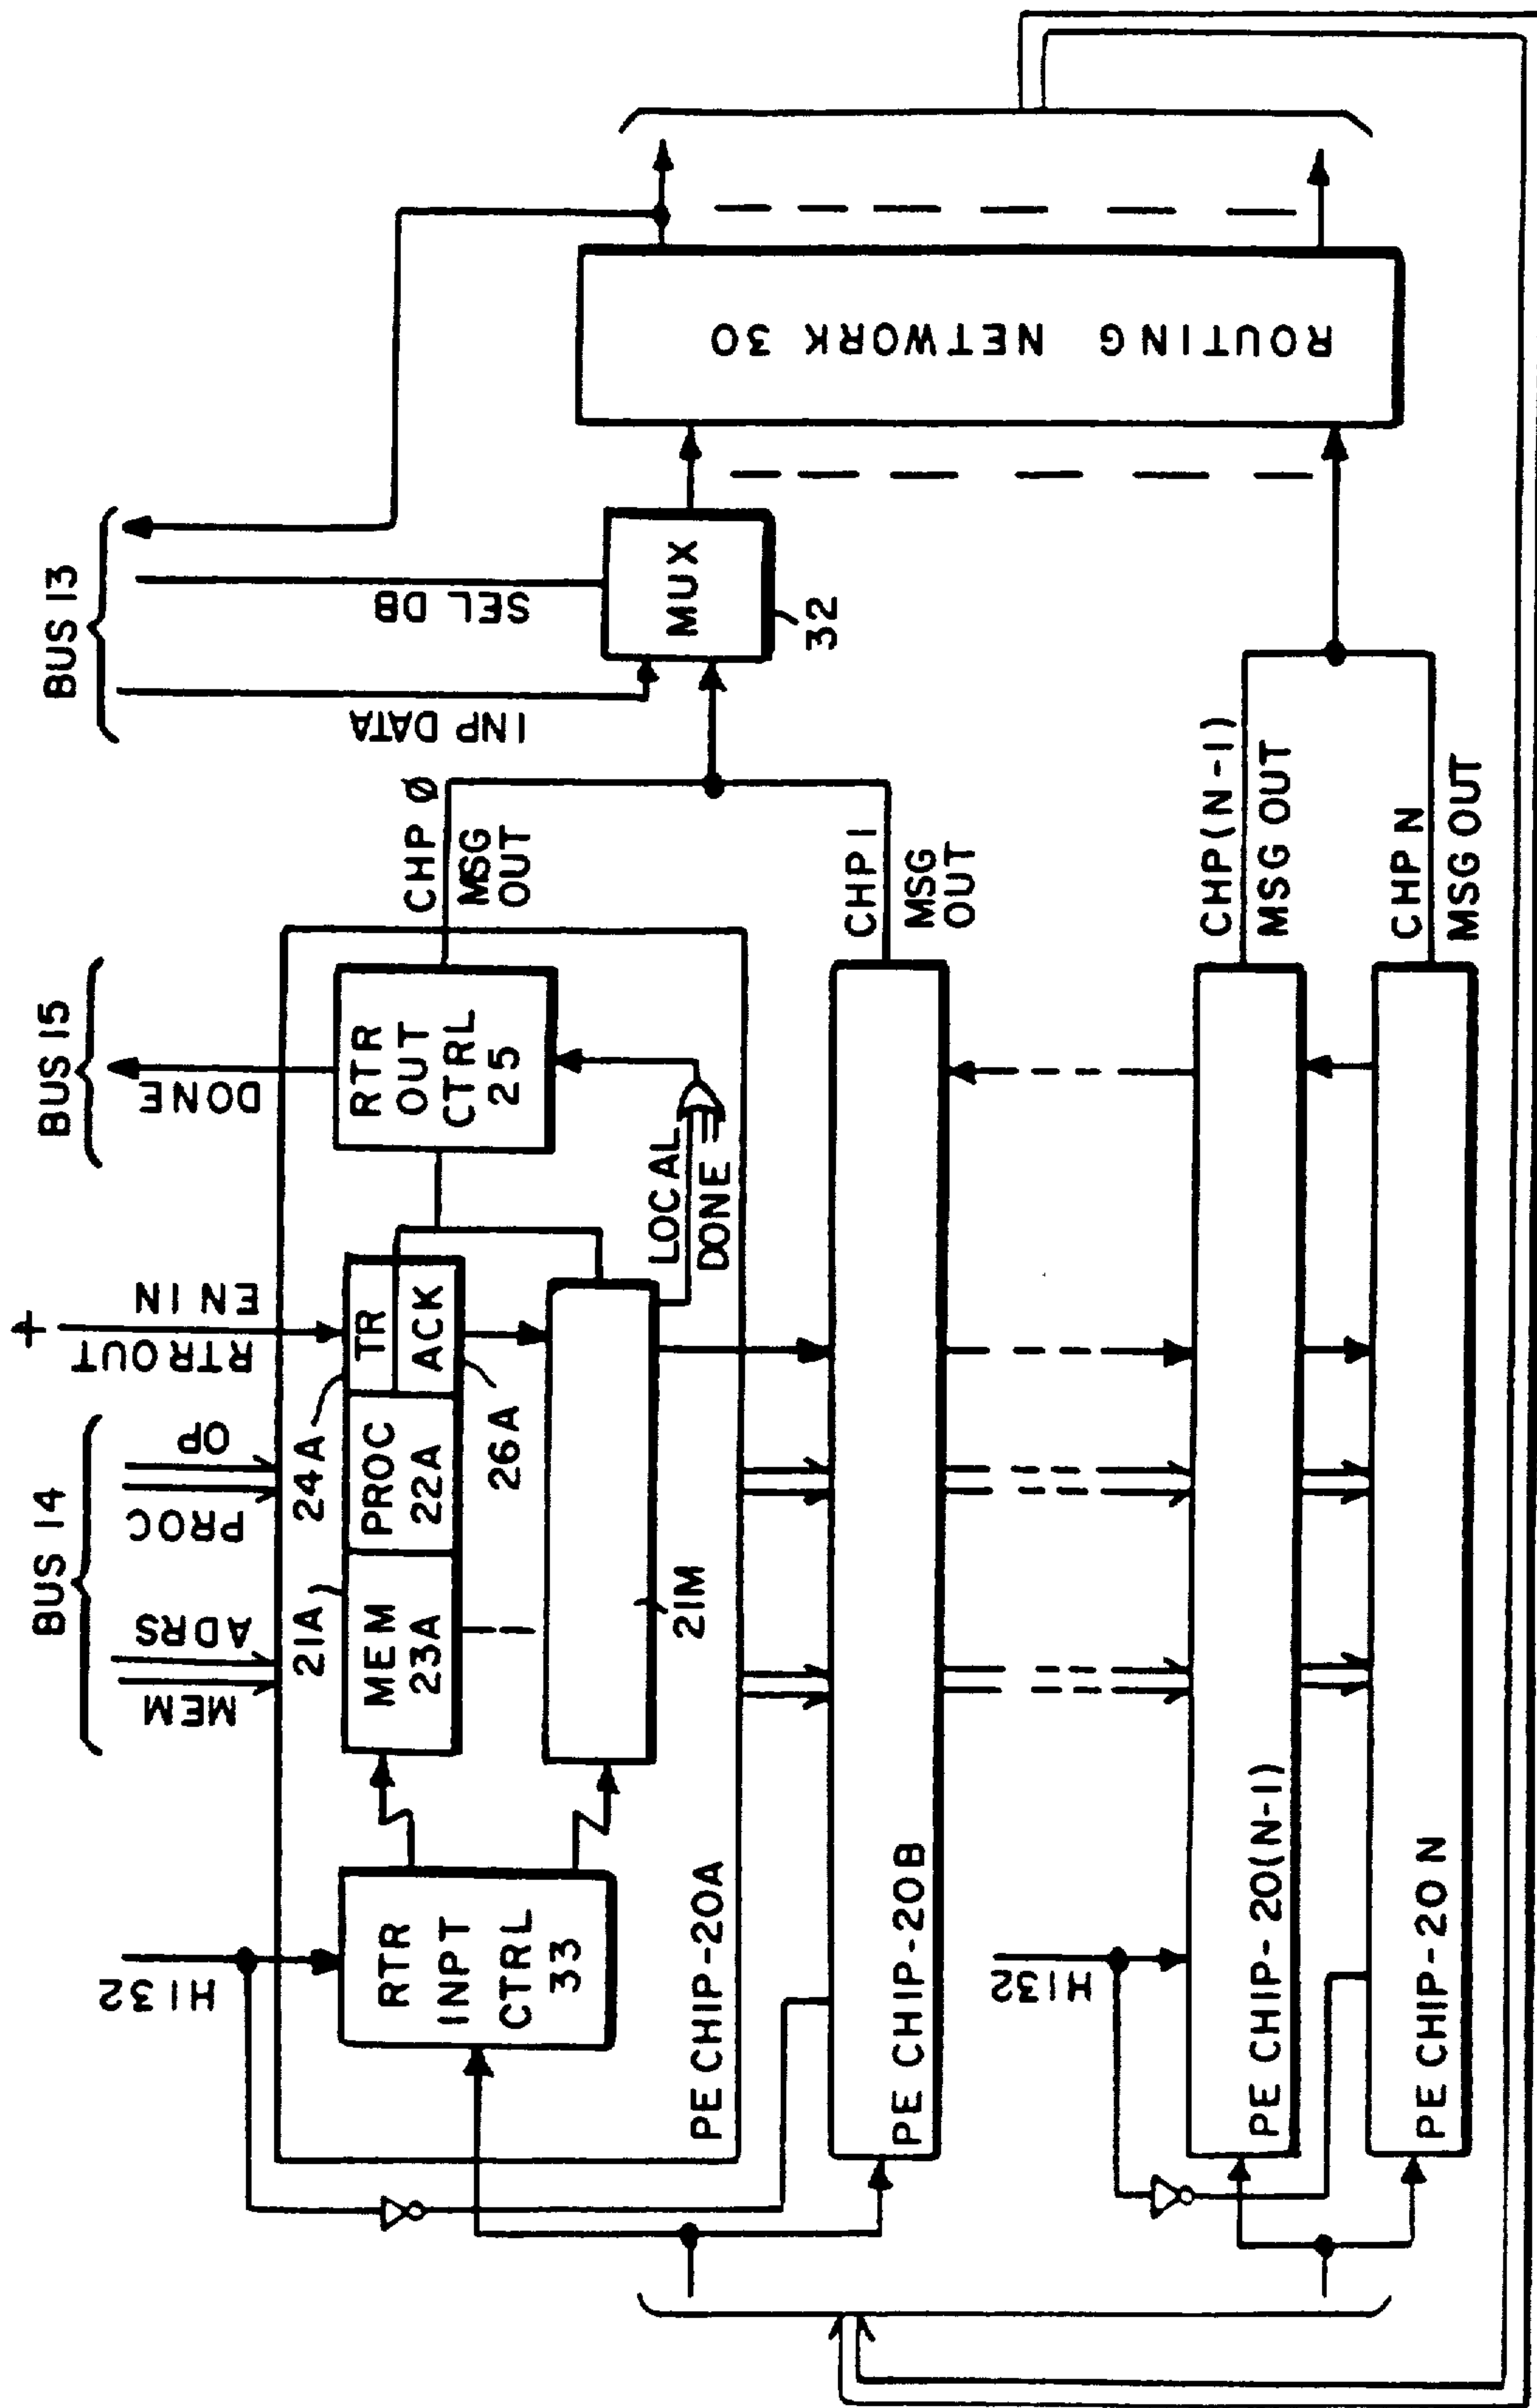 BUS 14
MEM
ADRS
PROC
OP
+
RTR OUT
EN IN
BUS 15
DONE
BUS 13
INP DATA
SEL DB
HI32
RTR
INPT
CTRL
33
21A
MEM
23A
PROC
22A
24A
TR
ACK
26A
21M
RTR
OUT
CTRL
25
LOCAL
DONE
PE CHIP-20A
CHP Ø
MSG
OUT
MUX
32
ROUTING NETWORK 30
PE CHIP-20B
CHP 1
MSG
OUT
HI32
PE CHIP-20(N-1)
CHP(N-1)
MSG OUT
PE CHIP-20N
CHP N
MSG OUT